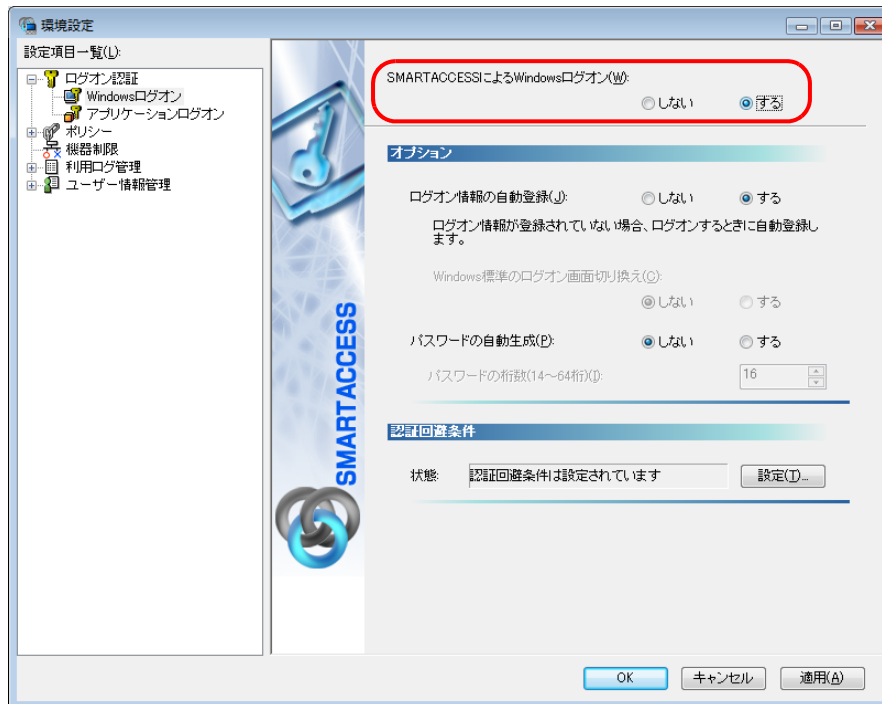 環境設定
設定項目一覧(L):
ログオン認証
Windowsログオン
アプリケーションログオン
ポリシー
機器制限
利用ログ管理
ユーザー情報管理
SMARTACCESS
SMARTACCESSによるWindowsログオン(W):
しない する
オプション
ログオン情報の自動登録(J): しない する
ログオン情報が登録されていない場合、ログオンするときに自動登録し
ます。
Windows標準のログオン画面切り換え(C):
しない する
パスワードの自動生成(P): しない する
パスワードの桁数(14～64桁)(I): 16
認証回避条件
状態: 認証回避条件は設定されています 設定(T)...
OK キャンセル 適用(A)